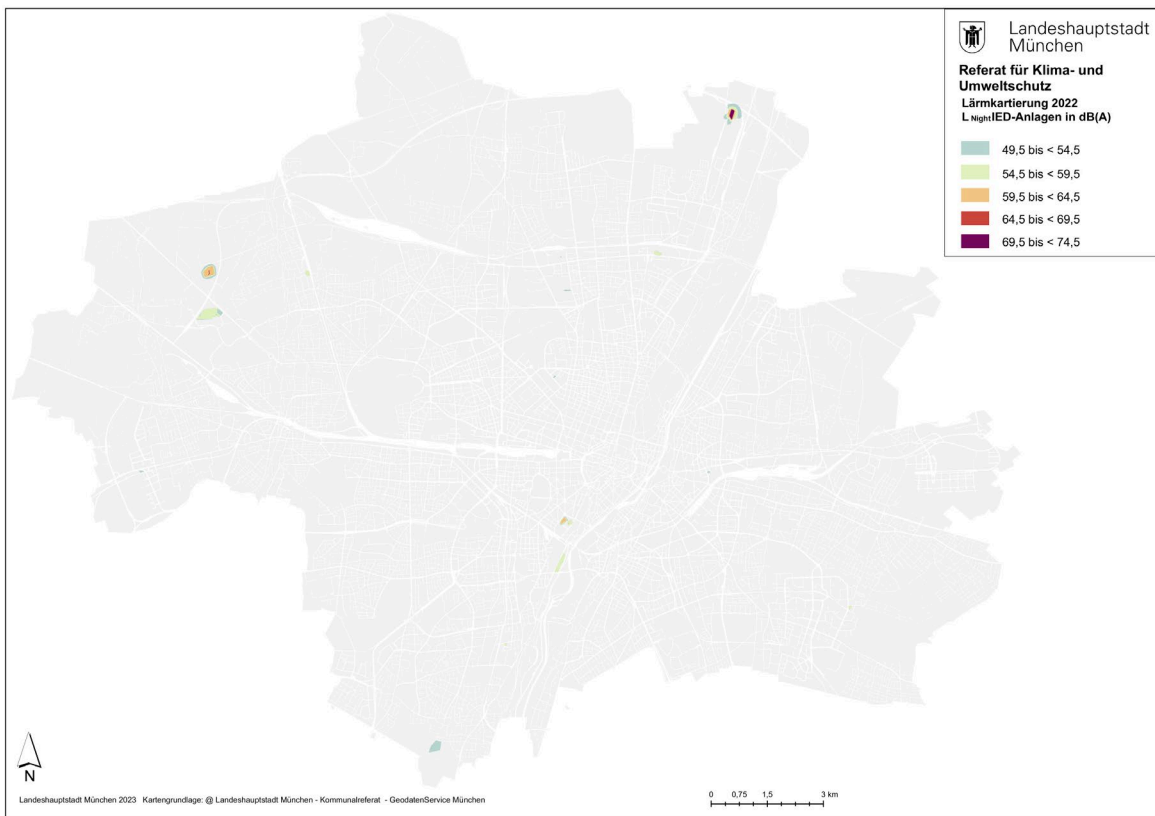 Landeshauptstadt
München
Referat für Klima- und
Umweltschutz
Lärmkartierung 2022
L Night IED-Anlagen in dB(A)
49,5 bis < 54,5
54,5 bis < 59,5
59,5 bis < 64,5
64,5 bis < 69,5
69,5 bis < 74,5
N
Landeshauptstadt München 2023 Kartengrundlage: @ Landeshauptstadt München - Kommunalreferat - GeodatenService München
0 0,75 1,5 3 km